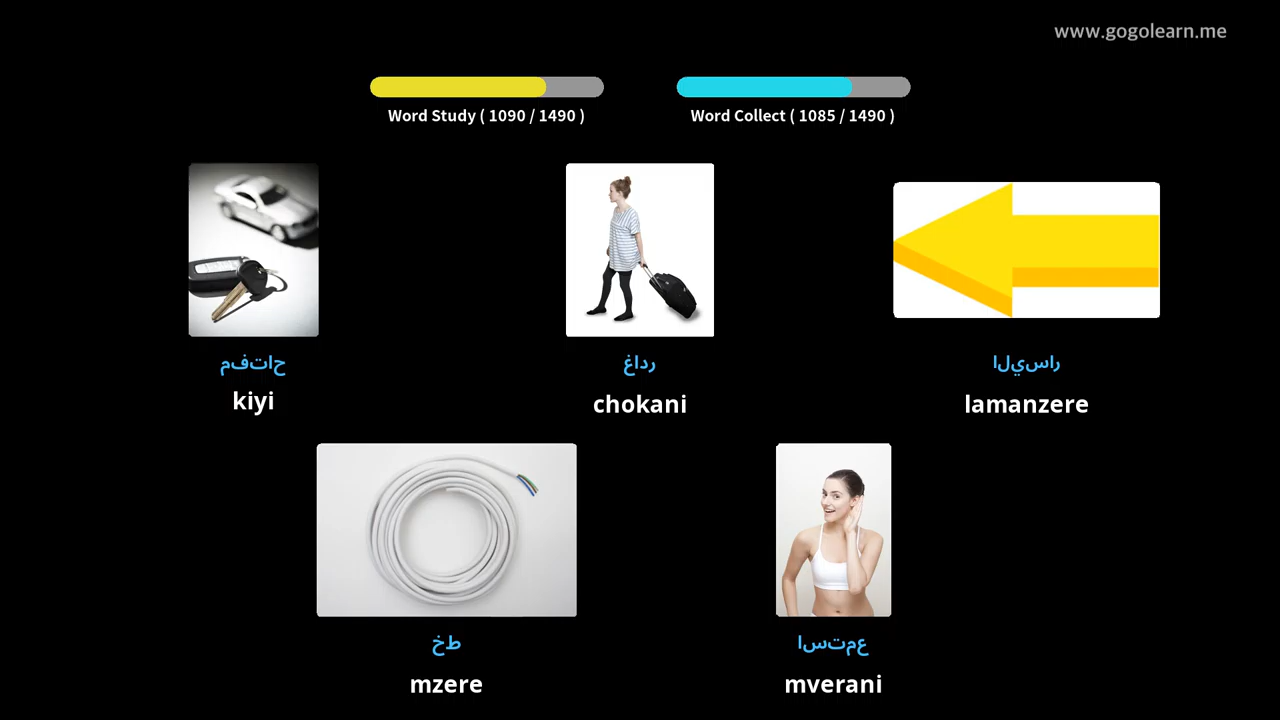 www.gogolearn.me
Word Study ( 1090 / 1490 )
Word Collect ( 1085 / 1490 )
مفتاح
kiyi
غادر
chokani
اليسار
lamanzere
خط
mzere
استمع
mverani